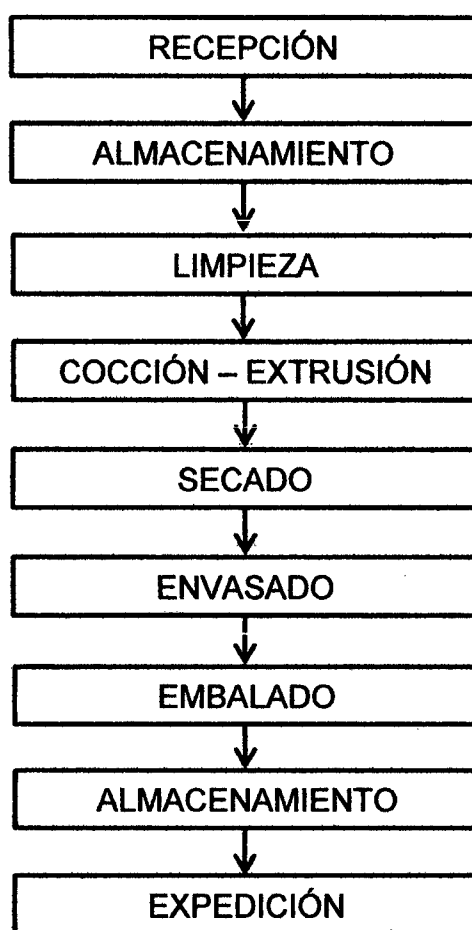 RECEPCIÓN
ALMACENAMIENTO
LIMPIEZA
COCCIÓN – EXTRUSIÓN
SECADO
ENVASADO
EMBALADO
ALMACENAMIENTO
EXPEDICIÓN